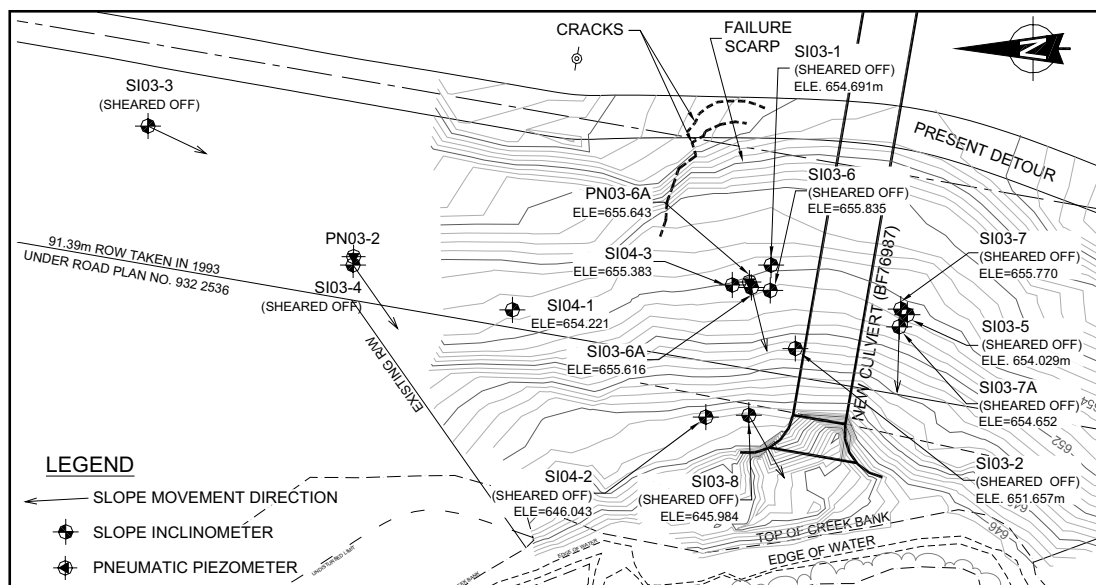 CRACKS
FAILURE
SCARP
SI03-1
(SHEARED OFF)
ELE. 654.691m
N
SI03-3
(SHEARED OFF)
PRESENT DETOUR
SI03-6
(SHEARED OFF)
ELE=655.835
PN03-6A
ELE=655.643
91.39m ROW TAKEN IN 1993
UNDER ROAD PLAN NO. 932 2536
PN03-2
SI03-4
(SHEARED OFF)
SI04-3
ELE=655.383
SI03-7
(SHEARED OFF)
ELE=655.770
SI04-1
ELE=654.221
NEW CULVERT (BF76987)
SI03-5
(SHEARED OFF)
ELE. 654.029m
SI03-6A
ELE=655.616
EXISTING R/W
SI03-7A
(SHEARED OFF)
ELE=654.652
654
652
SI03-2
(SHEARED OFF)
ELE. 651.657m
SI04-2
(SHEARED OFF)
ELE=646.043
SI03-8
(SHEARED OFF)
ELE=645.984
646
TOP OF CREEK BANK
EDGE OF WATER
EDGE OF WATER
UNDISTURBED LIMIT
LEGEND
SLOPE MOVEMENT DIRECTION
SLOPE INCLINOMETER
PNEUMATIC PIEZOMETER